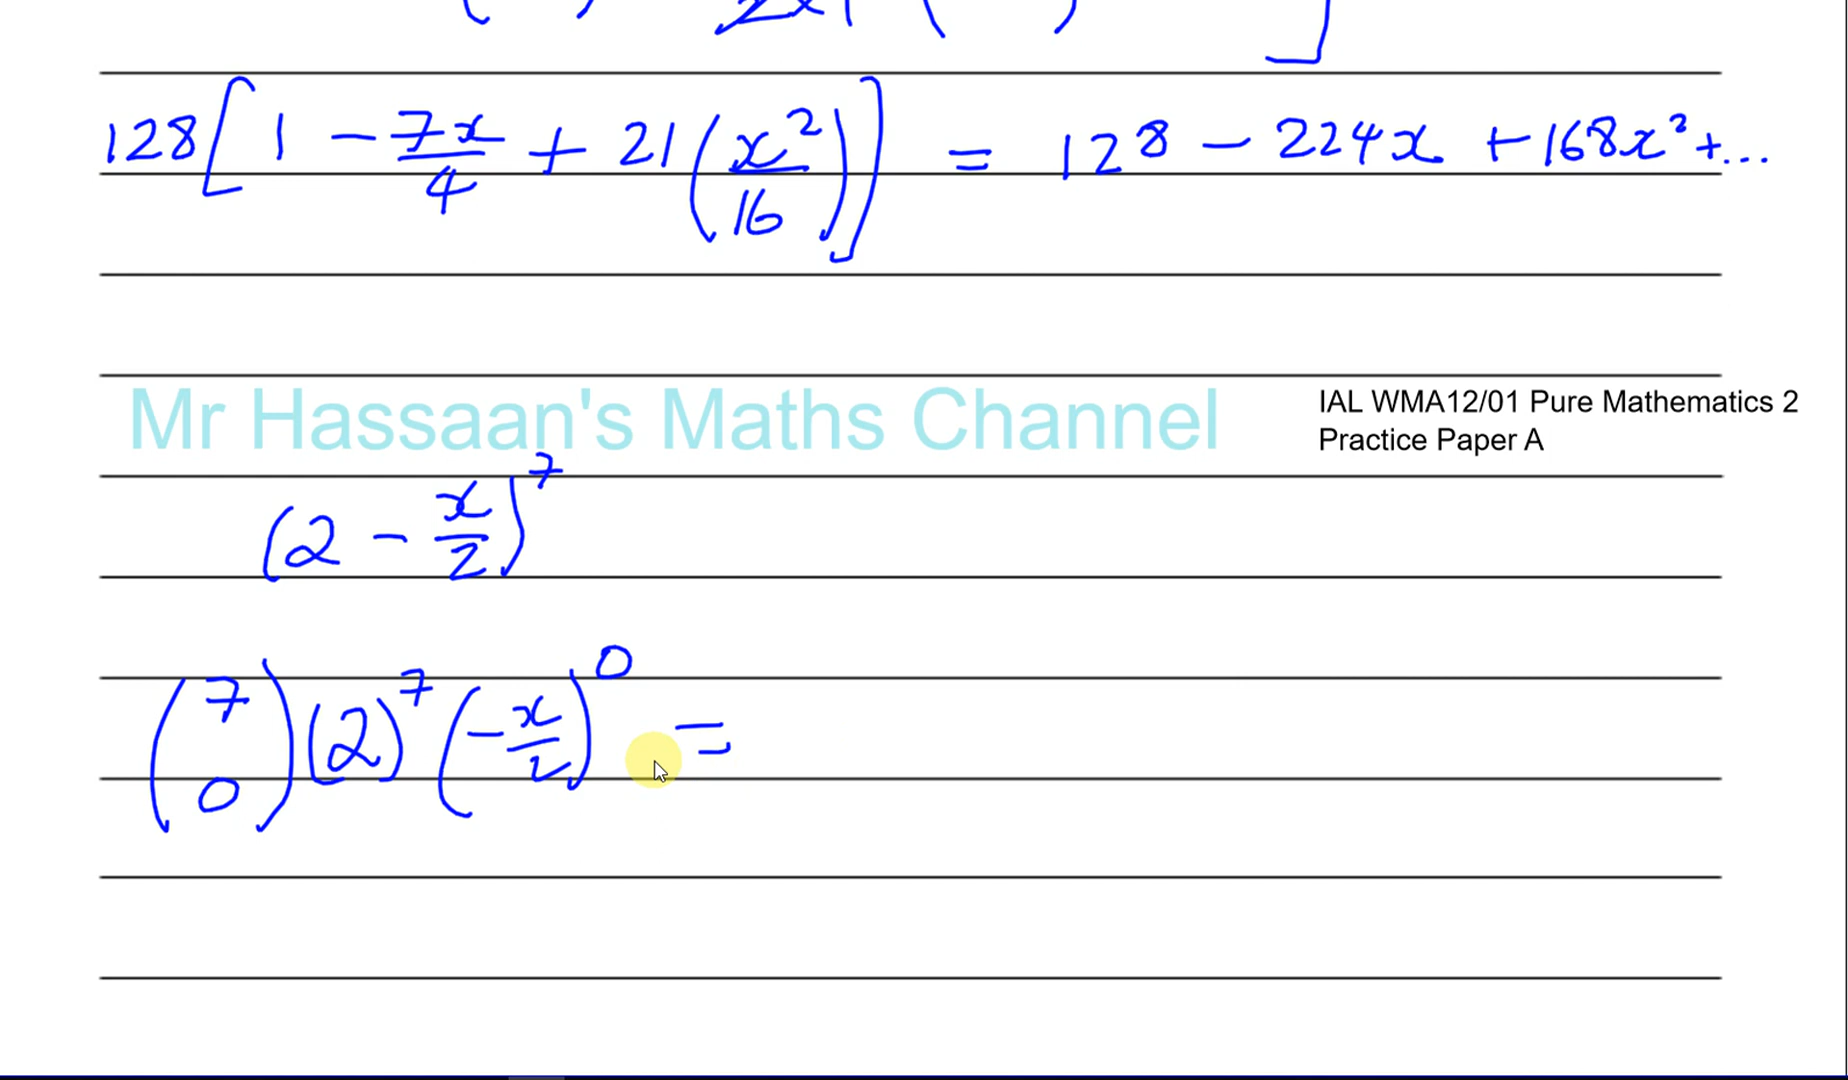 128[1 - 7x/4 + 21(x²/16)] = 128 - 224x + 168x² + ...
Mr Hassaan's Maths Channel
IAL WMA12/01 Pure Mathematics 2
Practice Paper A
(2 - x/2)⁷
(7 0)(2)⁷(-x/2)⁰ =